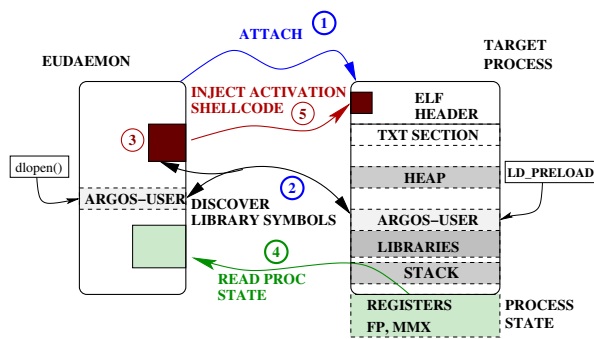 ATTACH
1
EUDAEMON
TARGET
PROCESS
INJECT ACTIVATION
SHELLCODE
5
ELF
HEADER
3
TXT SECTION
dlopen()
HEAP
LD_PRELOAD
2
ARGOS-USER
DISCOVER
LIBRARY SYMBOLS
ARGOS-USER
LIBRARIES
4
STACK
READ PROC
STATE
REGISTERS
FP, MMX
PROCESS
STATE